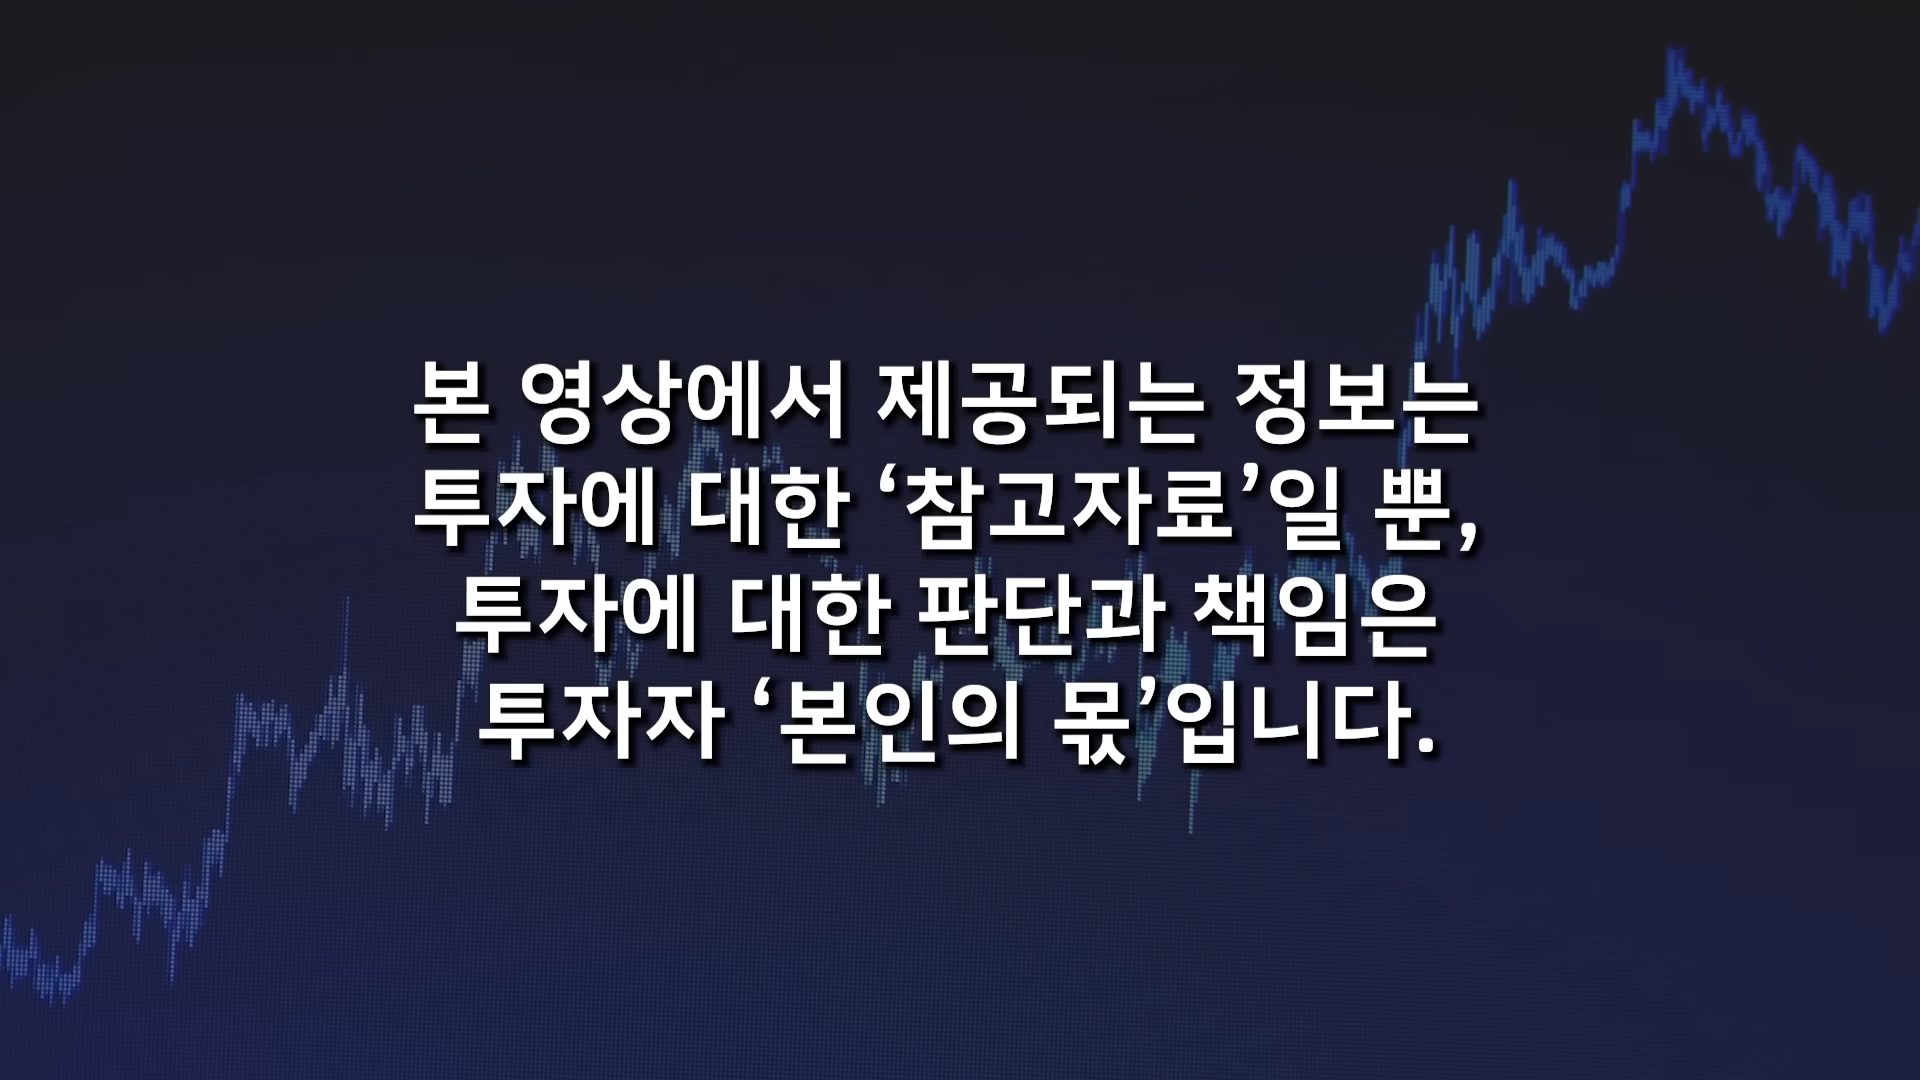 본 영상에서 제공되는 정보는
투자에 대한 ‘참고자료’일 뿐,
투자에 대한 판단과 책임은
투자자 ‘본인의 몫’입니다.